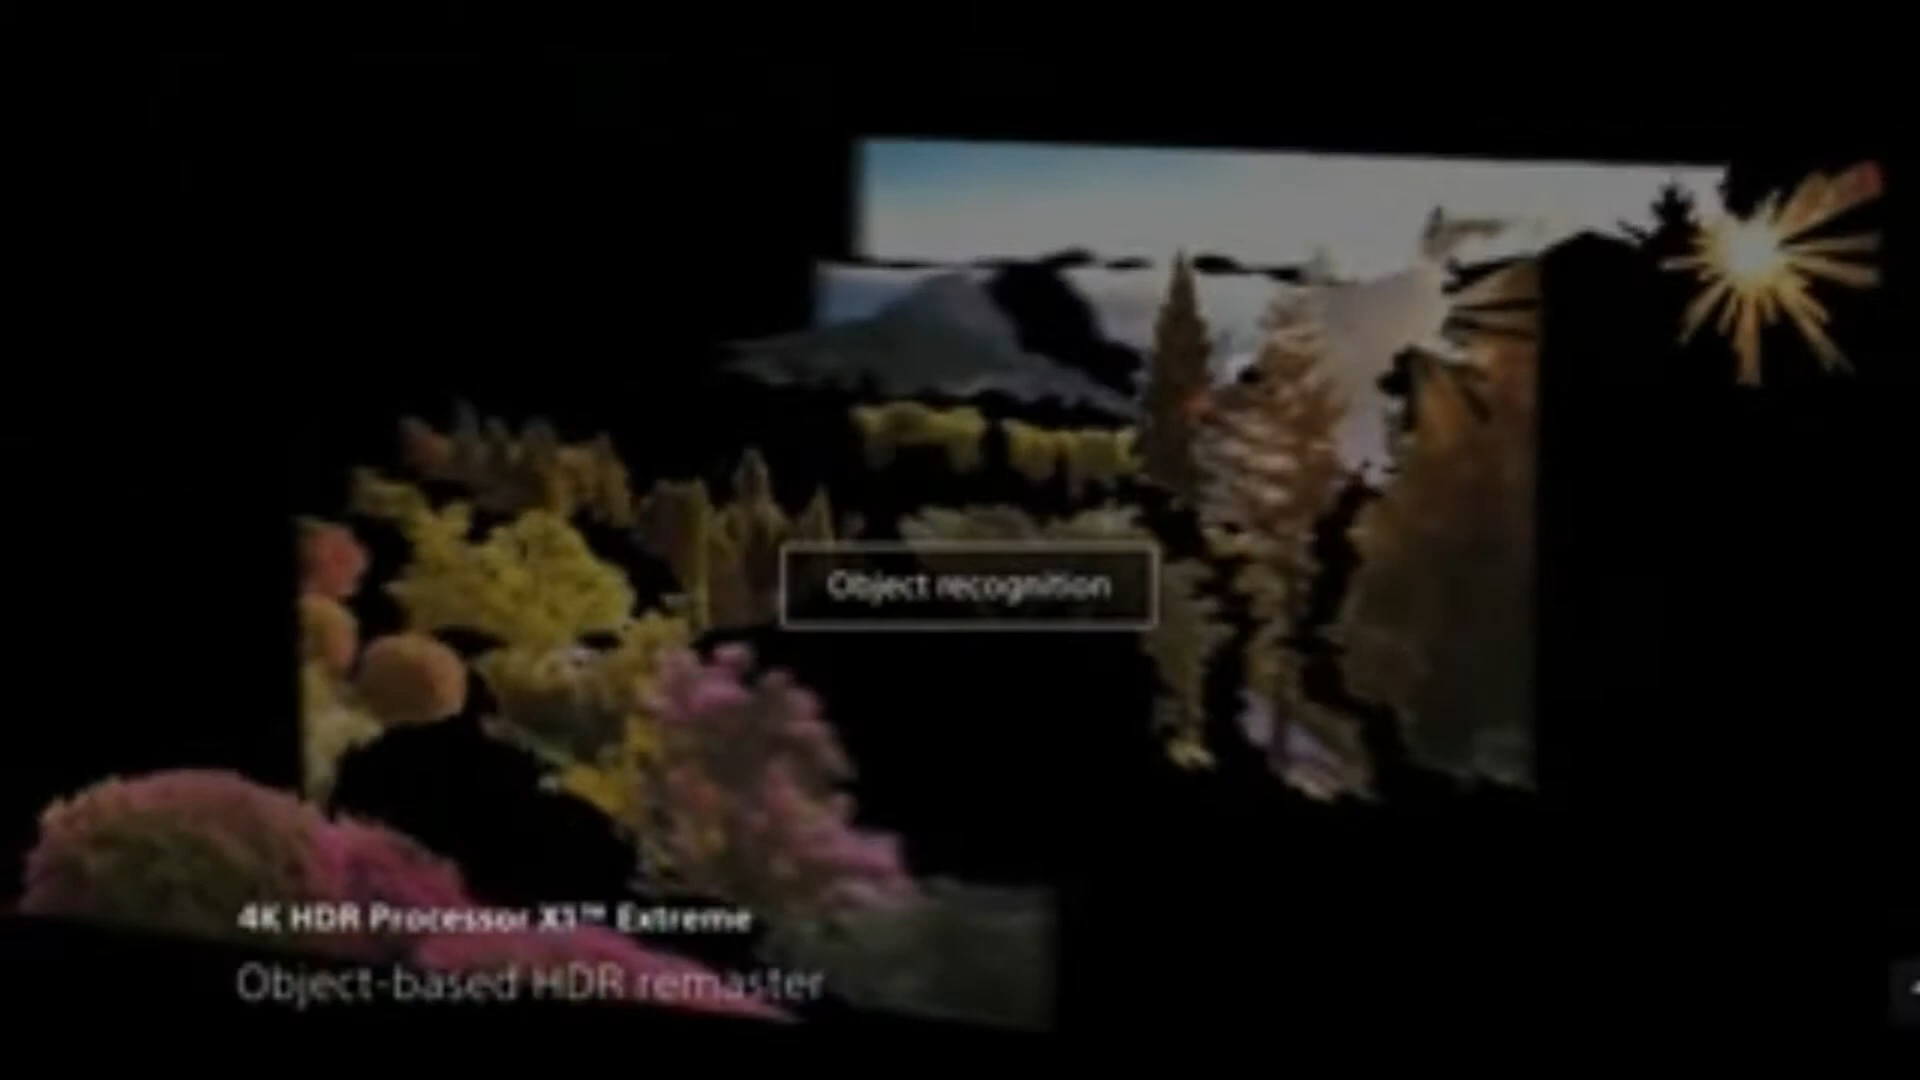 Object recognition
4K HDR Processor X1™ Extreme
Object-based HDR remaster